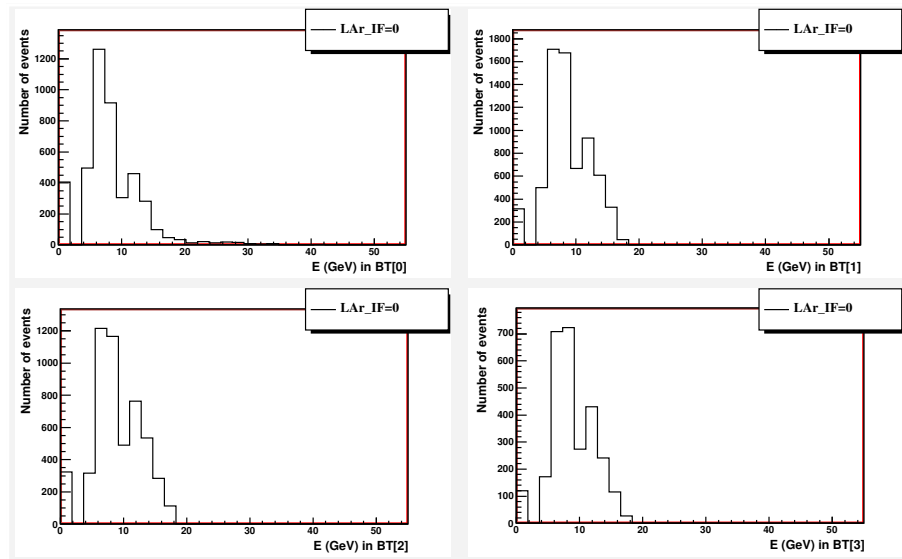 LAr_IF=0
Number of events
1200
1000
800
600
400
200
0
0 10 20 30 40 50
E (GeV) in BT[0]
LAr_IF=0
Number of events
1800
1600
1400
1200
1000
800
600
400
200
0
0 10 20 30 40 50
E (GeV) in BT[1]
LAr_IF=0
Number of events
1200
1000
800
600
400
200
0
0 10 20 30 40 50
E (GeV) in BT[2]
LAr_IF=0
Number of events
700
600
500
400
300
200
100
0
0 10 20 30 40 50
E (GeV) in BT[3]